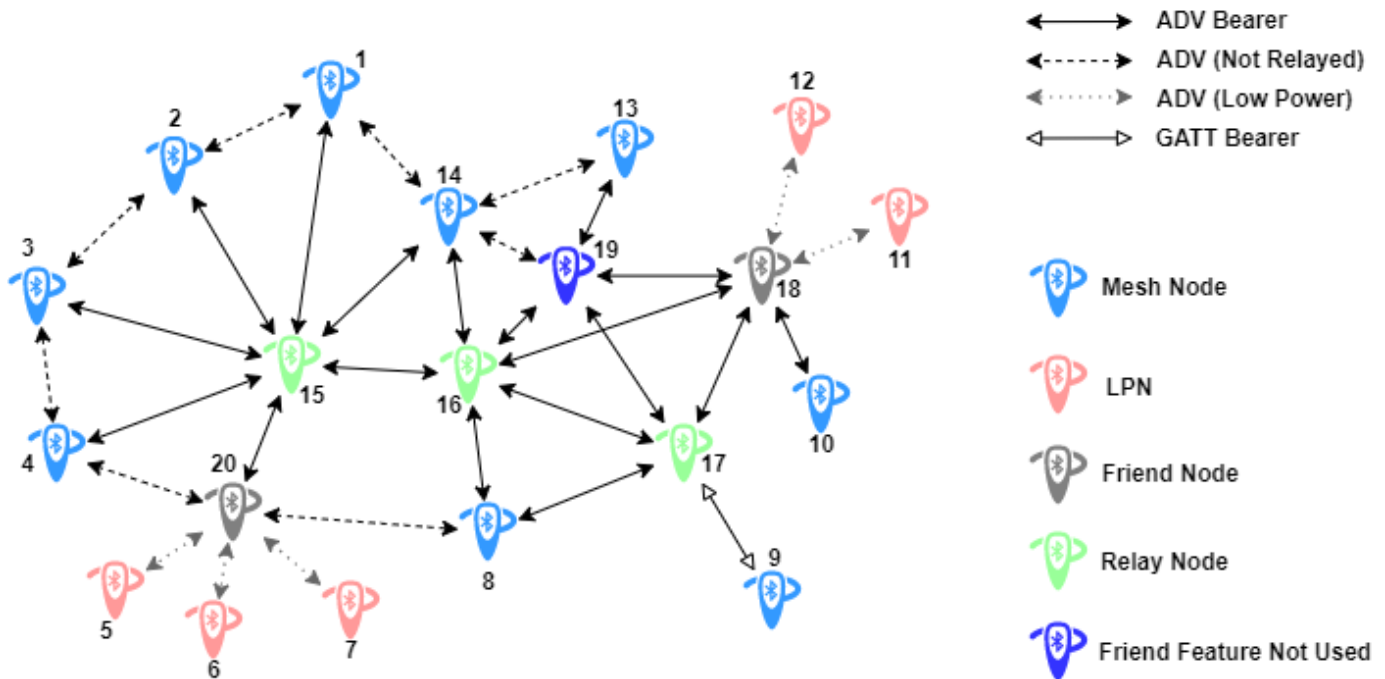 1
2
3
4
5
6
7
8
9
10
11
12
13
14
15
16
17
18
19
20
ADV Bearer
ADV (Not Relayed)
ADV (Low Power)
GATT Bearer
Mesh Node
LPN
Friend Node
Relay Node
Friend Feature Not Used